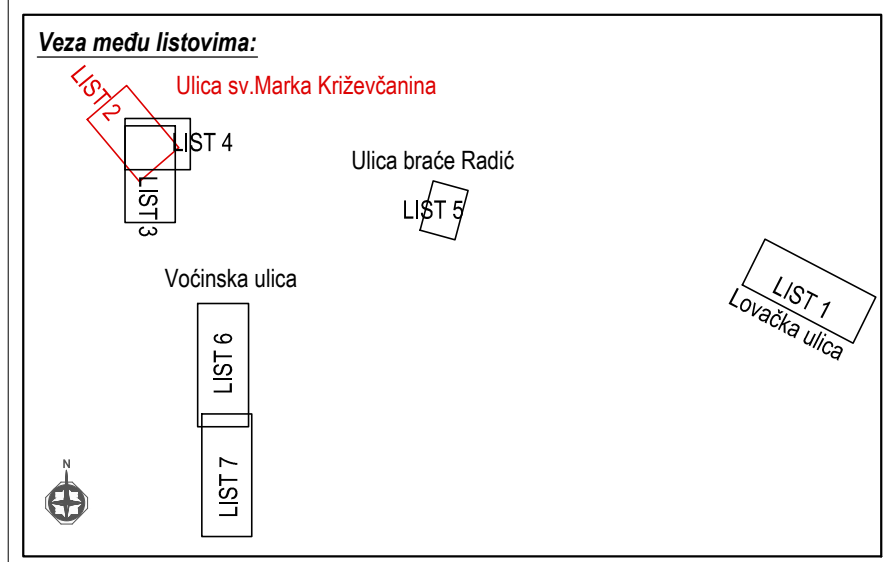 Veza među listovima:
LIST 2
Ulica sv.Marka Križevčanina
LIST 4
LIST 3
Ulica braće Radić
LIST 5
LIST 1
Lovačka ulica
Voćinska ulica
LIST 6
LIST 7
N